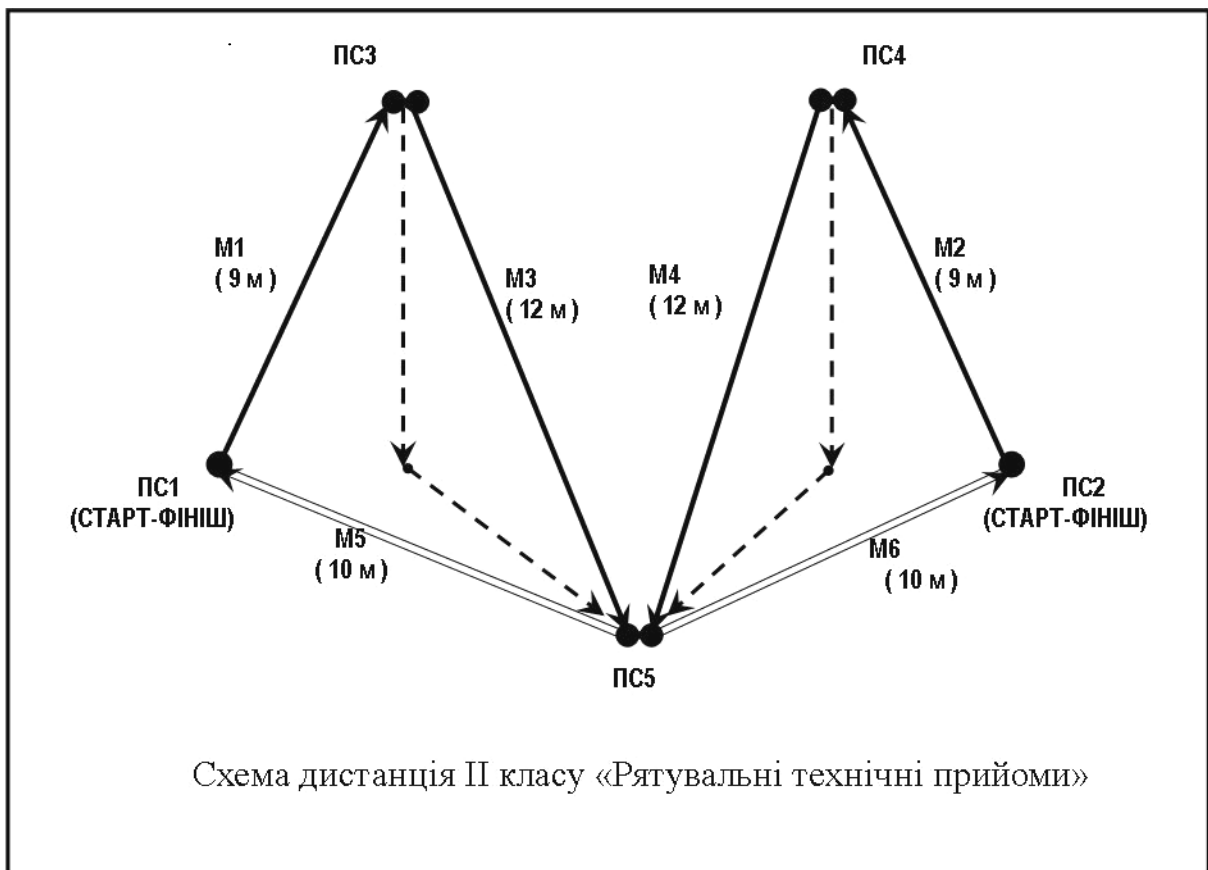 ПС3
ПС4
М1
( 9 м )
М3
( 12 м )
М4
( 12 м )
М2
( 9 м )
ПС1
(СТАРТ-ФІНІШ)
ПС2
(СТАРТ-ФІНІШ)
М5
( 10 м )
М6
( 10 м )
ПС5
Схема дистанція ІІ класу «Рятувальні технічні прийоми»